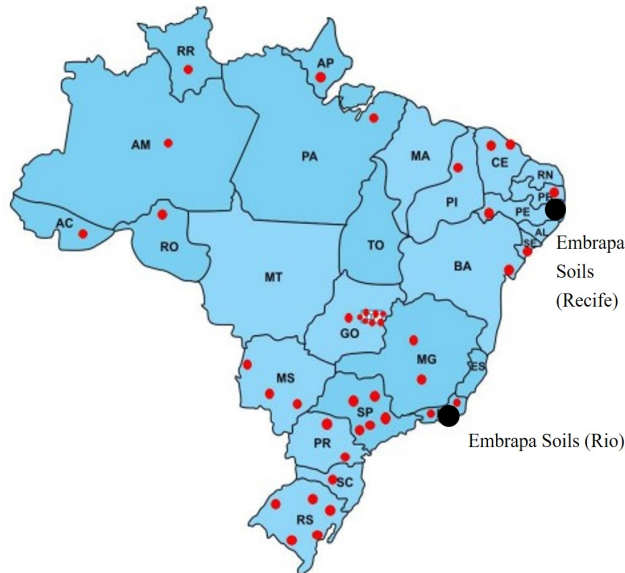 RR
AP
AM
PA
MA
CE
RN
PB
PI
PE
AC
AL
RO
TO
SE
Embrapa
BA
Soils
MT
(Recife)
GO
MG
ES
MS
SP
Embrapa Soils (Rio)
PR
SC
RS